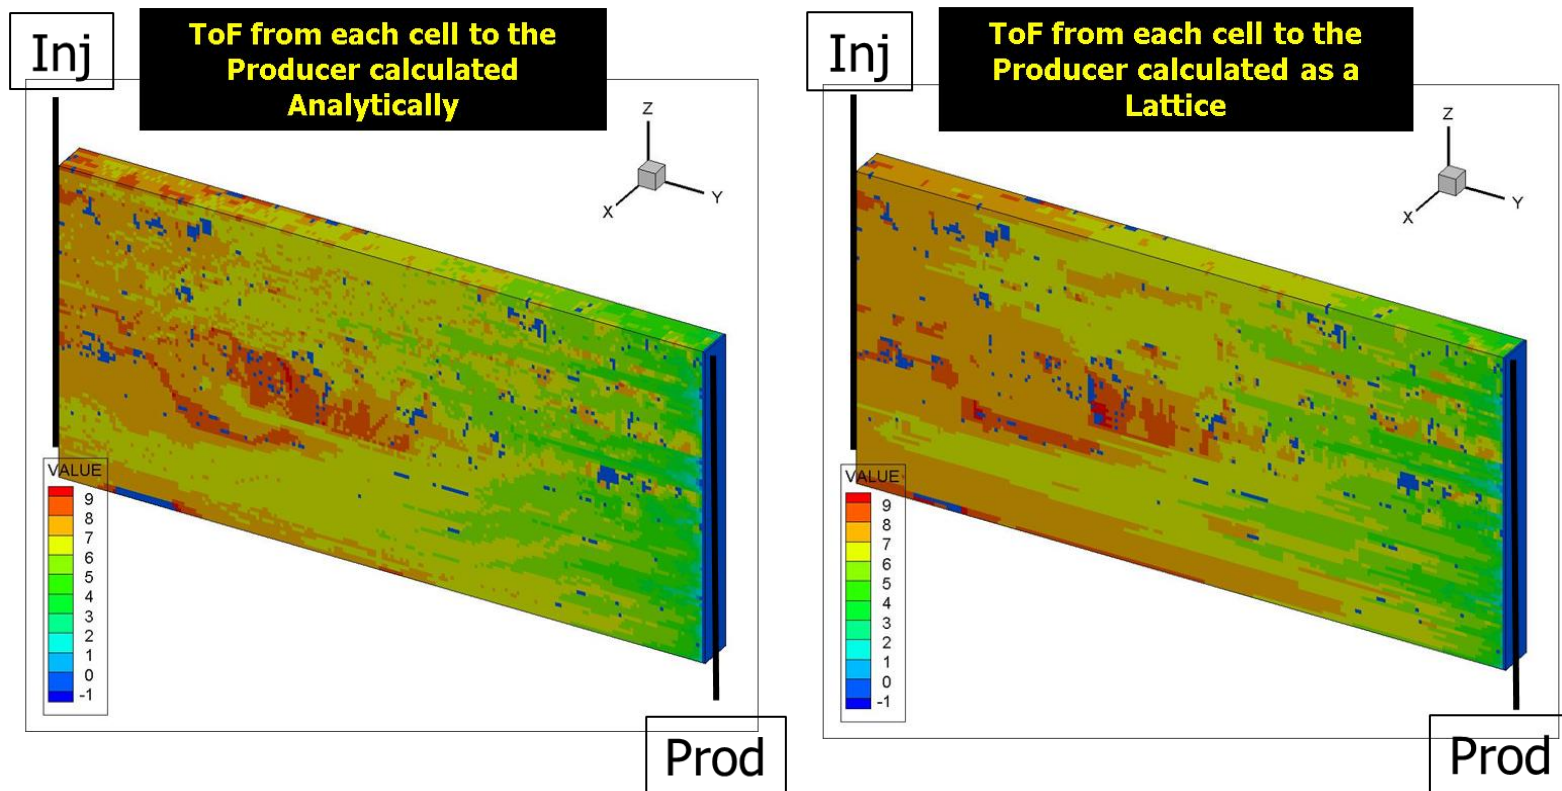 Inj
ToF from each cell to the
Producer calculated
Analytically
Z
Y
X
VALUE
9
8
7
6
5
4
3
2
1
0
-1
Prod
Inj
ToF from each cell to the
Producer calculated as a
Lattice
Z
Y
X
VALUE
9
8
7
6
5
4
3
2
1
0
-1
Prod